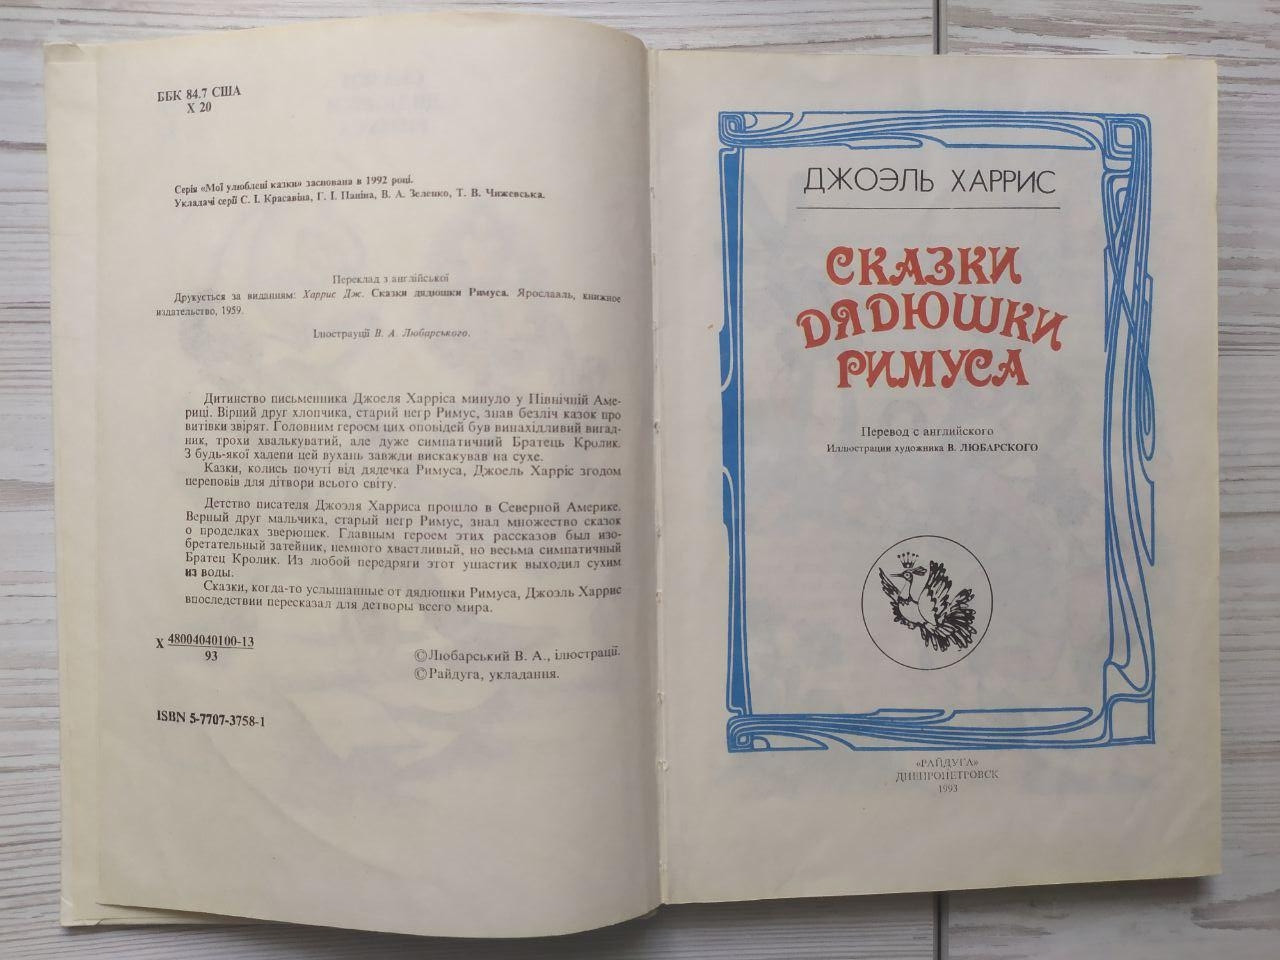 ББК 84.7 США
Х 20
Серія «Мої улюблені казки» заснована в 1992 році.
Укладачі серії С. І. Красавіна, Г. І. Паніна, В. А. Зеленко, Т. В. Чижевська.
Переклад з англійської
Друкується за виданням: Харрис Дж. Сказки дядюшки Римуса. Ярославль, книжное
издательство, 1959.
Ілюстрації В. А. Любарського.
Дитинство письменника Джоеля Харріса минуло у Північній Аме-
риці. Вірний друг хлопчика, старий негр Римус, знав безліч казок про
витівки звірят. Головним героєм цих оповідей був винахідливий вигад-
ник, трохи хвалькуватий, але дуже симпатичний Братець Кролик.
З будь-якої халепи цей вухань завжди вискакував на сухе.
Казки, колись почуті від дядечка Римуса, Джоель Харріс згодом
переповів для дітвори всього світу.
Детство писателя Джоэля Харриса прошло в Северной Америке.
Верный друг мальчика, старый негр Римус, знал множество сказок
о проделках зверюшек. Главным героем этих рассказов был изо-
бретательный затейник, немного хвастливый, но весьма симпатичный
Братец Кролик. Из любой передряги этот ушастик выходил сухим
из воды.
Сказки, когда-то услышанные от дядюшки Римуса, Джоэль Харрис
впоследствии пересказал для детворы всего мира.
Х 48004040100-13
93
©Любарський В. А., ілюстрації.
©Райдуга, укладання.
ISBN 5-7707-3758-1
ДЖОЭЛЬ ХАРРИС
СКАЗКИ
ДЯДЮШКИ
РИМУСА
Перевод с английского
Иллюстрации художника В. ЛЮБАРСКОГО
«РАЙДУГА»
ДНЕПРОПЕТРОВСК
1993